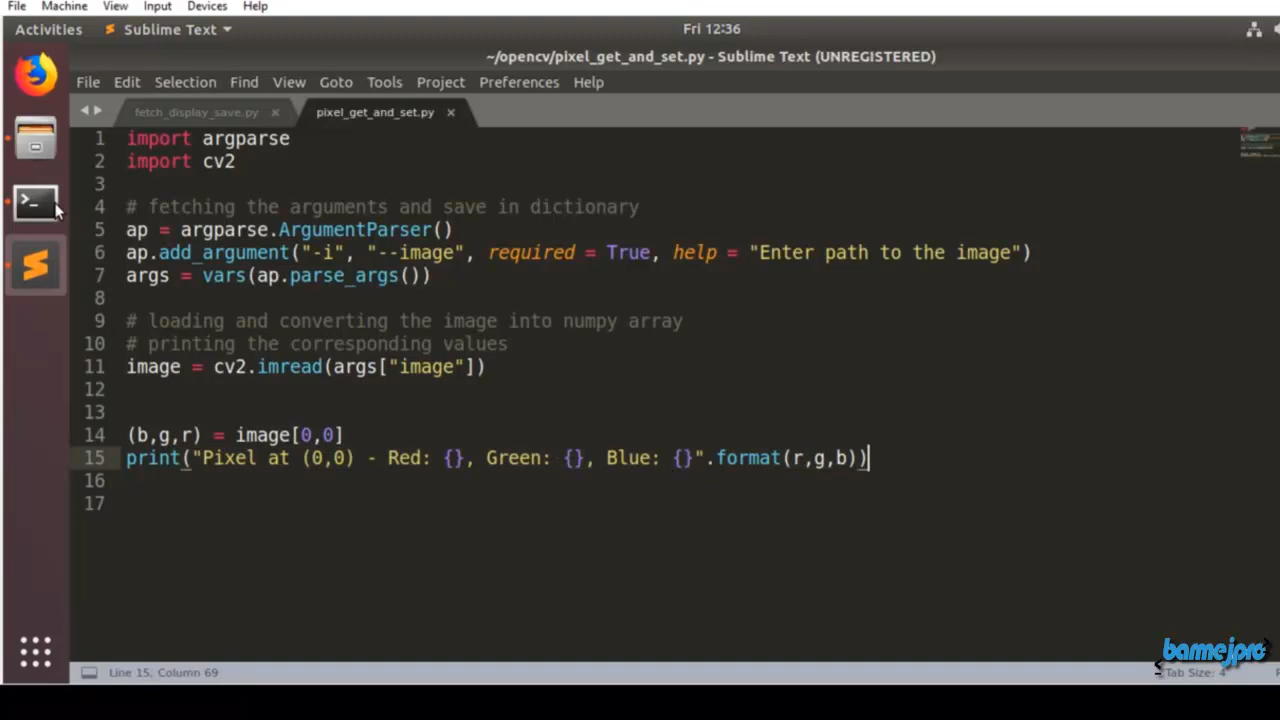 File Machine View Input Devices Help
Activities Sublime Text Fri 12:36
~/opencv/pixel_get_and_set.py - Sublime Text (UNREGISTERED)
File Edit Selection Find View Goto Tools Project Preferences Help
fetch_display_save.py × pixel_get_and_set.py ×
1 import argparse
2 import cv2
3
4 # fetching the arguments and save in dictionary
5 ap = argparse.ArgumentParser()
6 ap.add_argument("-i", "--image", required = True, help = "Enter path to the image")
7 args = vars(ap.parse_args())
8
9 # loading and converting the image into numpy array
10 # printing the corresponding values
11 image = cv2.imread(args["image"])
12
13
14 (b,g,r) = image[0,0]
15 print("Pixel at (0,0) - Red: {}, Green: {}, Blue: {}".format(r,g,b))
16
17
barmejpro
Line 15, Column 69 Tab Size: 4